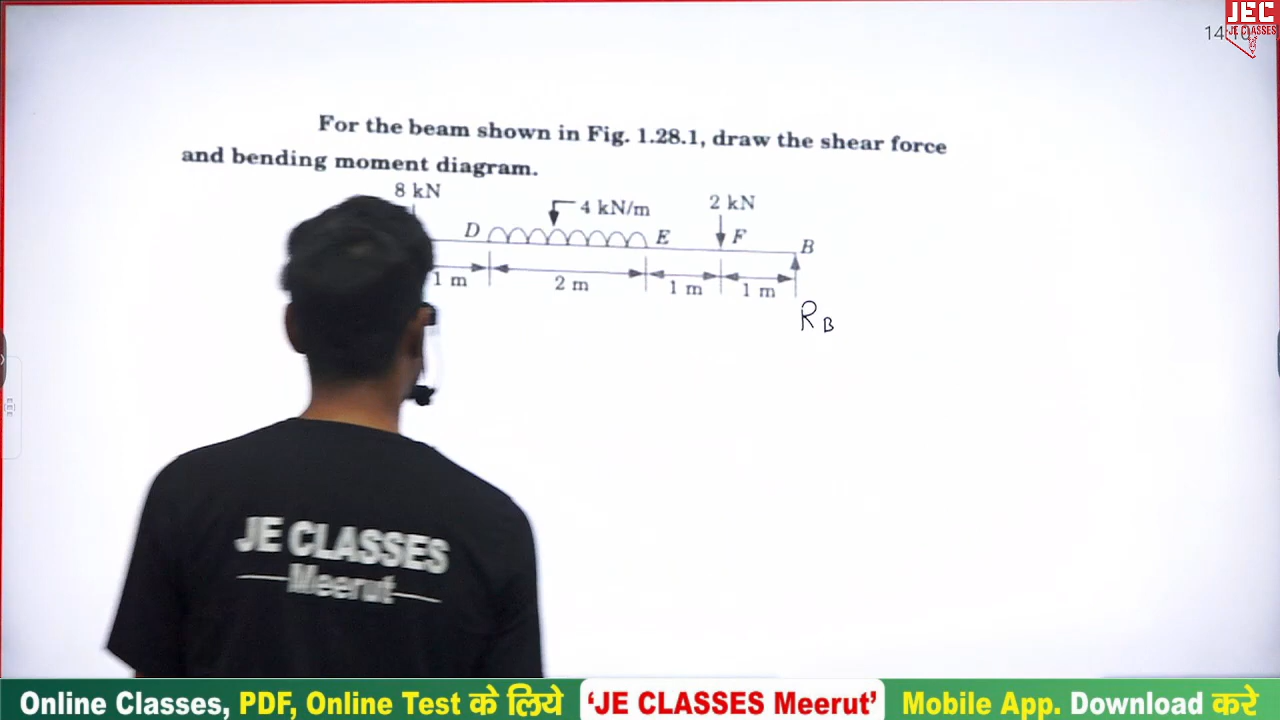 JEC
JE CLASSES
For the beam shown in Fig. 1.28.1, draw the shear force
and bending moment diagram.
8 kN
D
4 kN/m
E
2 kN
F
B
1 m
2 m
1 m
1 m
R B
JE CLASSES
Meerut
Online Classes, PDF, Online Test के लिये 'JE CLASSES Meerut' Mobile App. Download करे